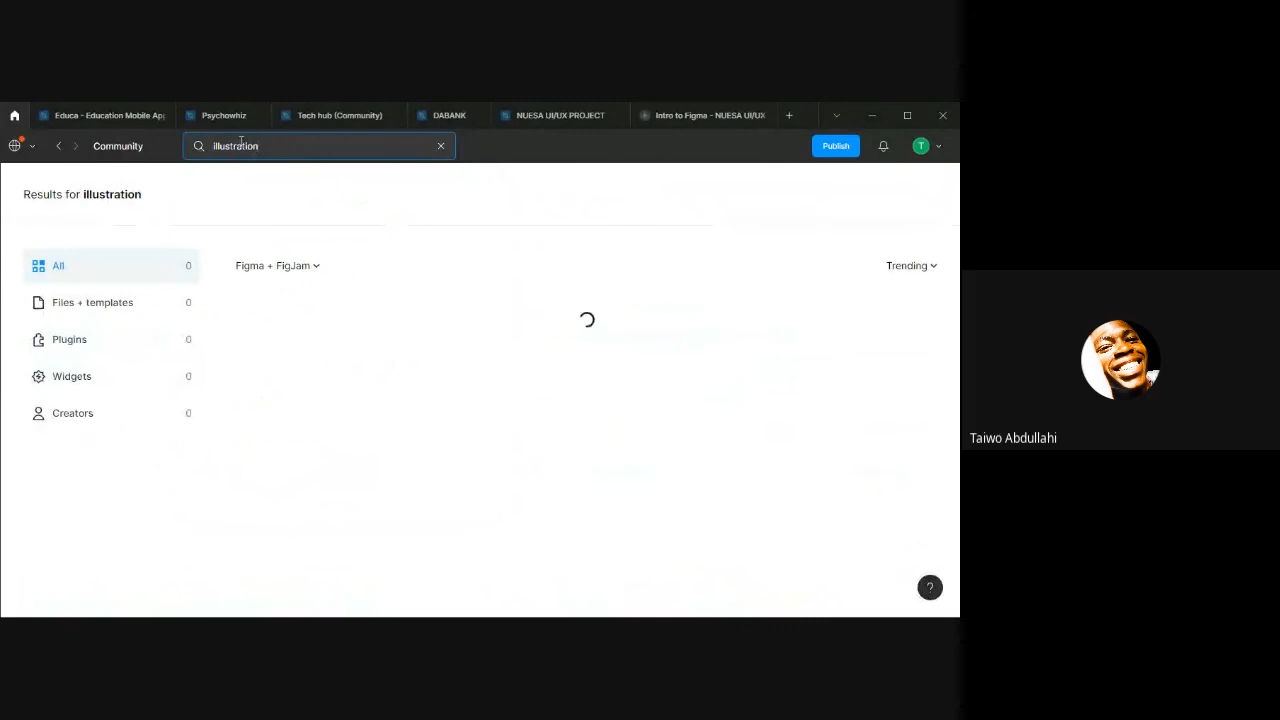 Educa - Education Mobile Ap
Psychowhiz
Tech hub (Community)
DABANK
NUESA UI/UX PROJECT
Intro to Figma - NUESA UI/UX
Community
illustration
Publish
T
Results for illustration
All 0
Figma + FigJam
Trending
Files + templates 0
Plugins 0
Widgets 0
Creators 0
?
Taiwo Abdullahi